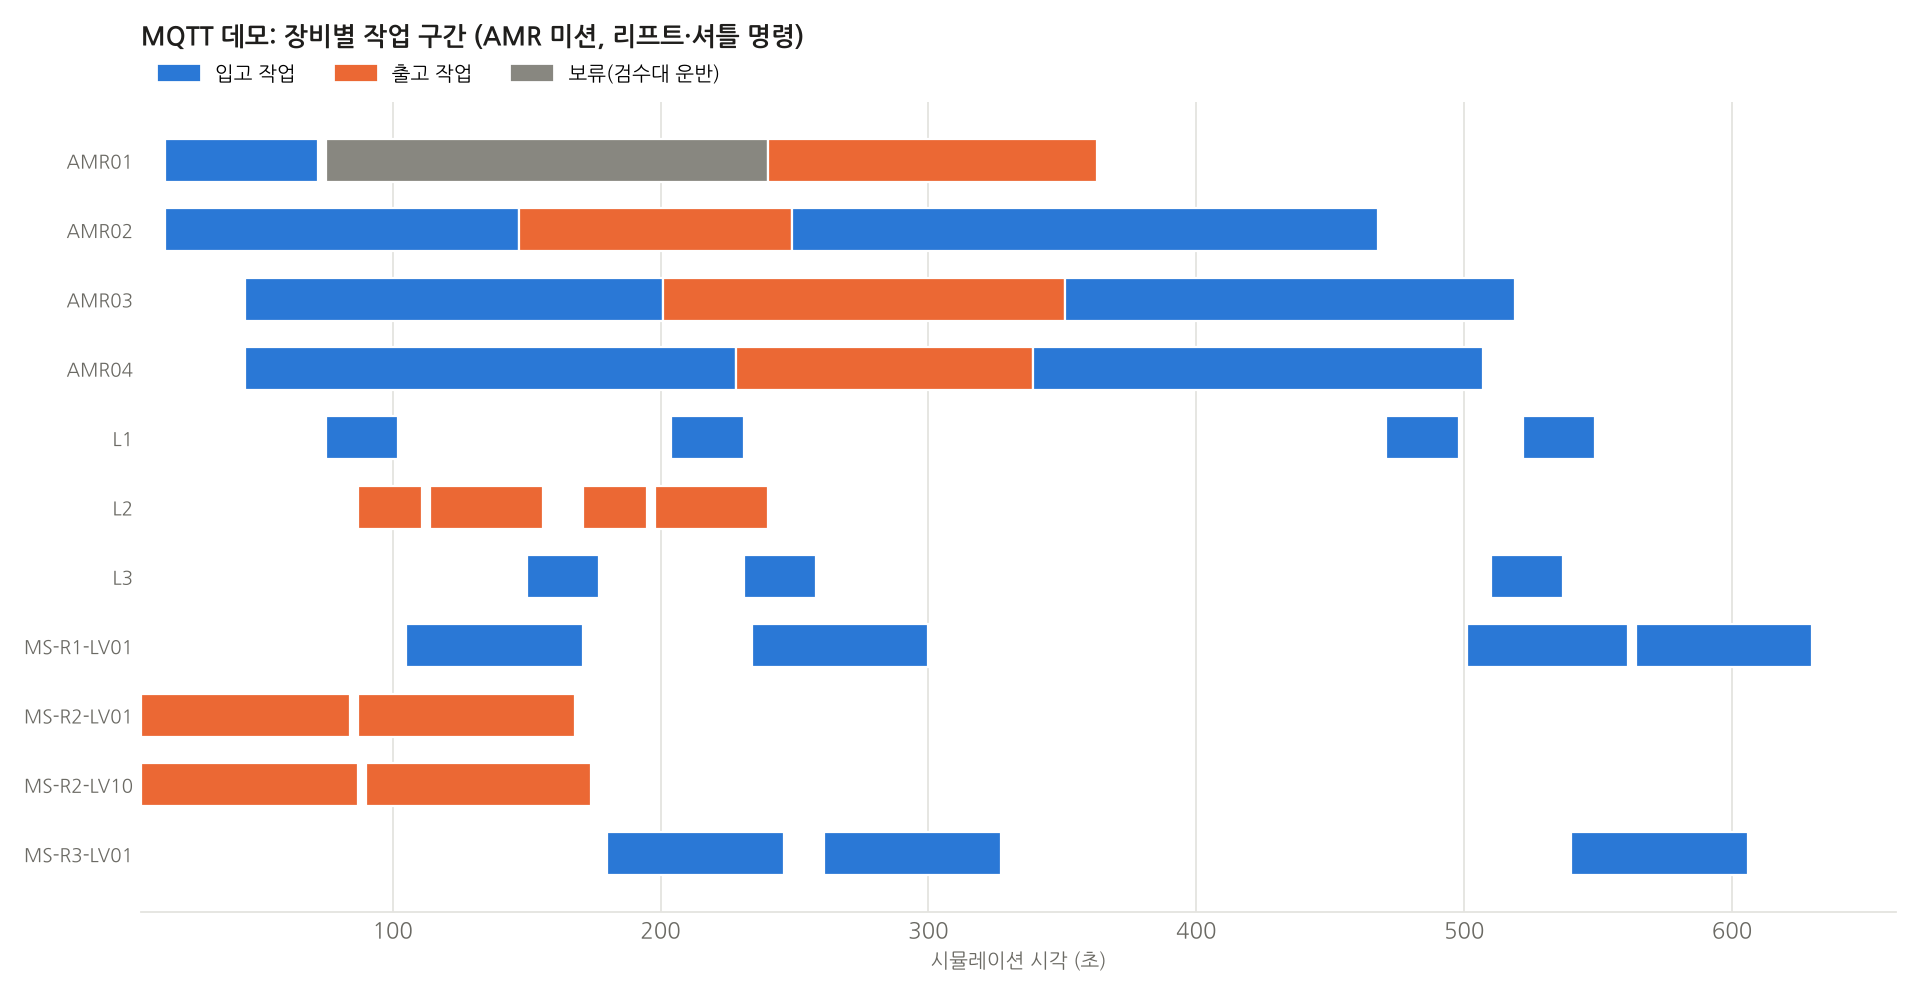 MQTT 데모: 장비별 작업 구간 (AMR 미션, 리프트·셔틀 명령)
입고 작업 출고 작업 보류(검수대 운반)
AMR01
AMR02
AMR03
AMR04
L1
L2
L3
MS-R1-LV01
MS-R2-LV01
MS-R2-LV10
MS-R3-LV01
100 200 300 400 500 600
시뮬레이션 시각 (초)